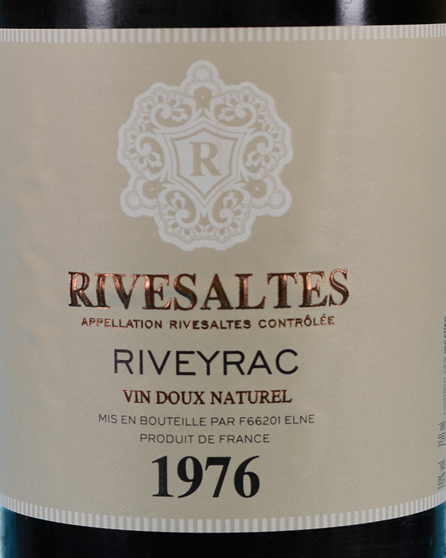 R
RIVESALTES
APPELLATION RIVESALTES CONTRÔLÉE
RIVEYRAC
VIN DOUX NATUREL
MIS EN BOUTEILLE PAR F66201 ELNE
PRODUIT DE FRANCE
1976